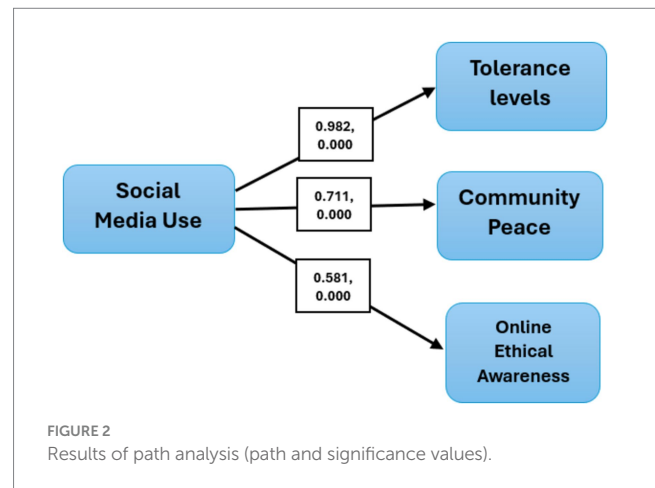 Tolerance
levels
0.982,
0.000
Social
Media Use
0.711,
0.000
Community
Peace
0.581,
0.000
Online
Ethical
Awareness
FIGURE 2
Results of path analysis (path and significance values).